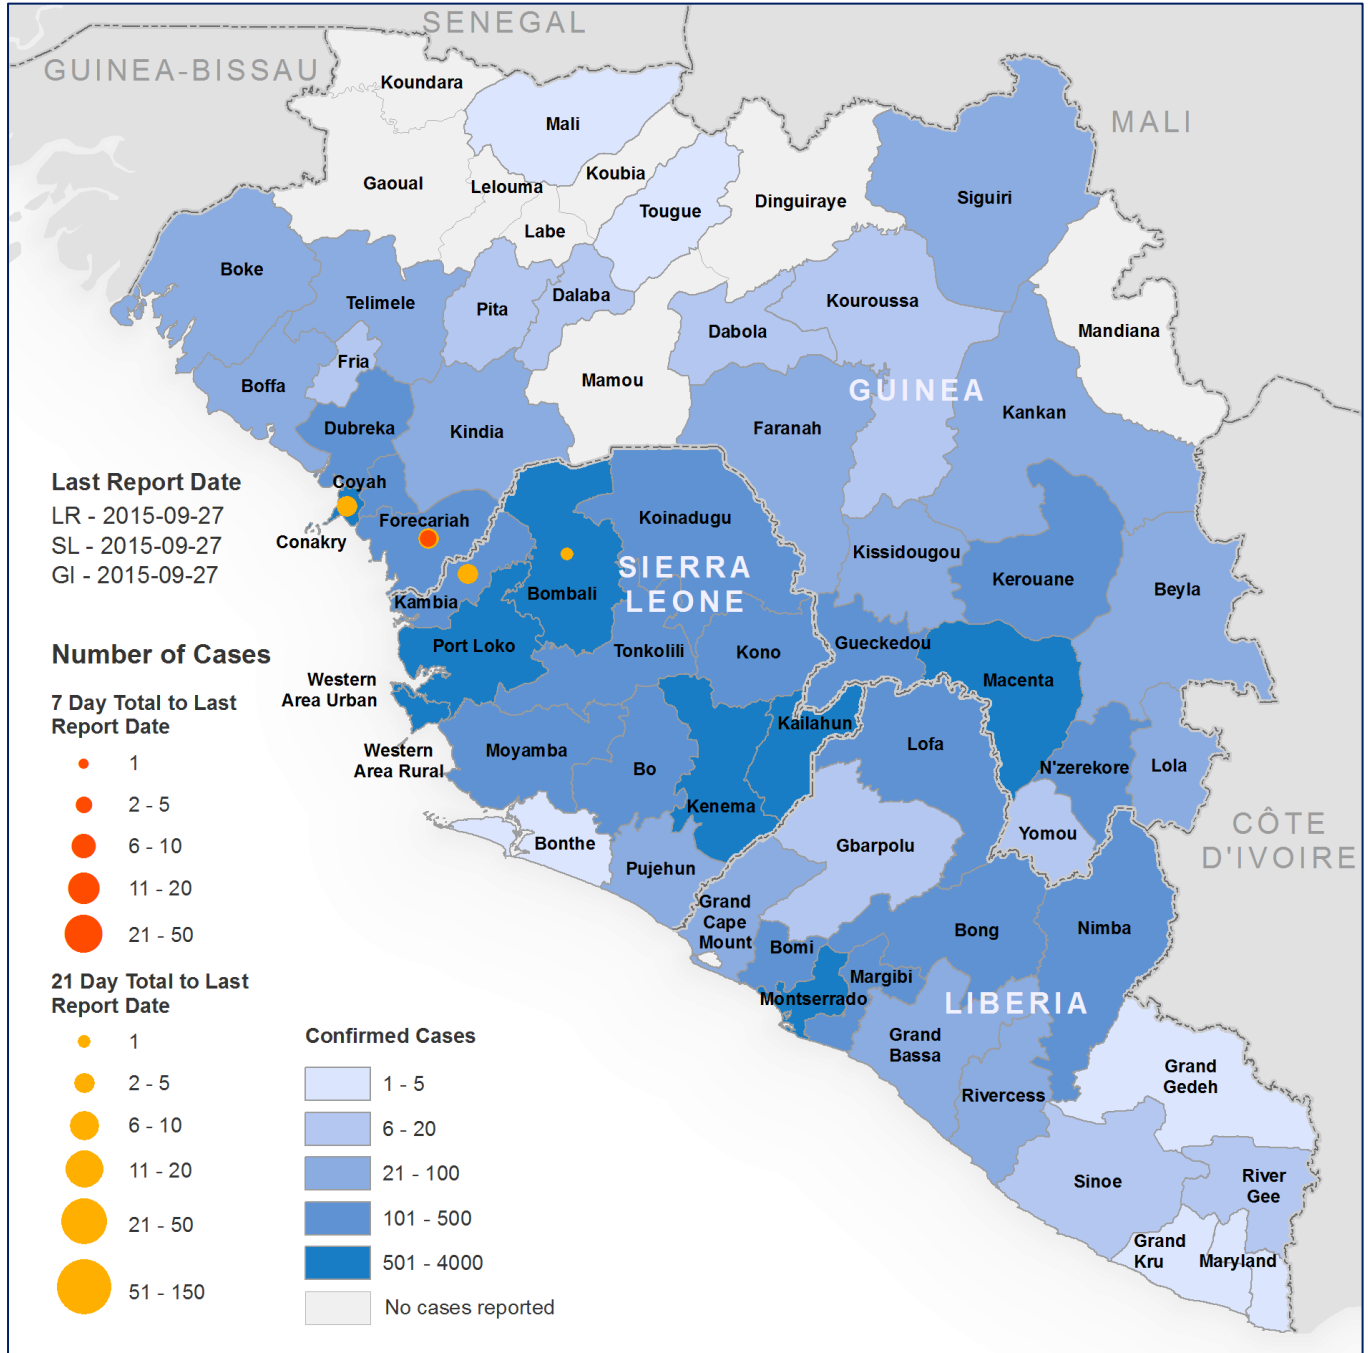 SENEGAL
GUINEA-BISSAU
MALI
Koundara
Mali
Gaoual
Lelouma
Koubia
Labe
Tougue
Dinguiraye
Siguiri
Boke
Telimele
Pita
Dalaba
Kouroussa
Dabola
Mandiana
Fria
Boffa
Mamou
GUINEA
Kankan
Dubreka
Kindia
Faranah
Coyah
Forecariah
Conakry
Koinadugu
Kissidougou
Kerouane
Beyla
SIERRA
LEONE
Bombali
Kambia
Port Loko
Tonkolili
Kono
Gueckedou
Macenta
Western
Area Urban
Western
Area Rural
Moyamba
Bo
Kailahun
Kenema
Lofa
N'zerekore
Lola
Yomou
CÔTE
D'IVOIRE
Bonthe
Pujehun
Gbarpolu
Grand
Cape
Mount
Bomi
Bong
Nimba
Margibi
Montserrado
LIBERIA
Grand
Bassa
Rivercess
Grand
Gedeh
Sinoe
River
Gee
Grand
Kru
Maryland
Last Report Date
LR - 2015-09-27
SL - 2015-09-27
GI - 2015-09-27
Number of Cases
7 Day Total to Last
Report Date
1
2 - 5
6 - 10
11 - 20
21 - 50
21 Day Total to Last
Report Date
1
2 - 5
6 - 10
11 - 20
21 - 50
51 - 150
Confirmed Cases
1 - 5
6 - 20
21 - 100
101 - 500
501 - 4000
No cases reported